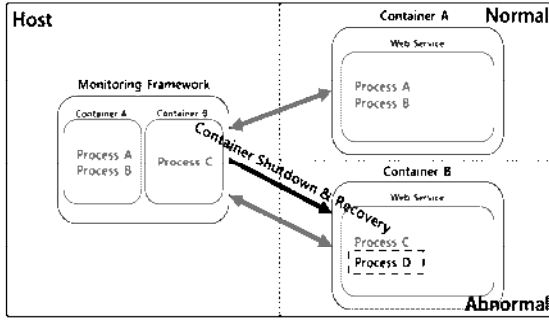 Host
Container A
Normal
Web Service
Process A
Process B
Monitoring Framework
Container A
Container B
Process A
Process B
Process C
Container Shutdown & Recovery
Container B
Web Service
Process C
Process D
Abnormal